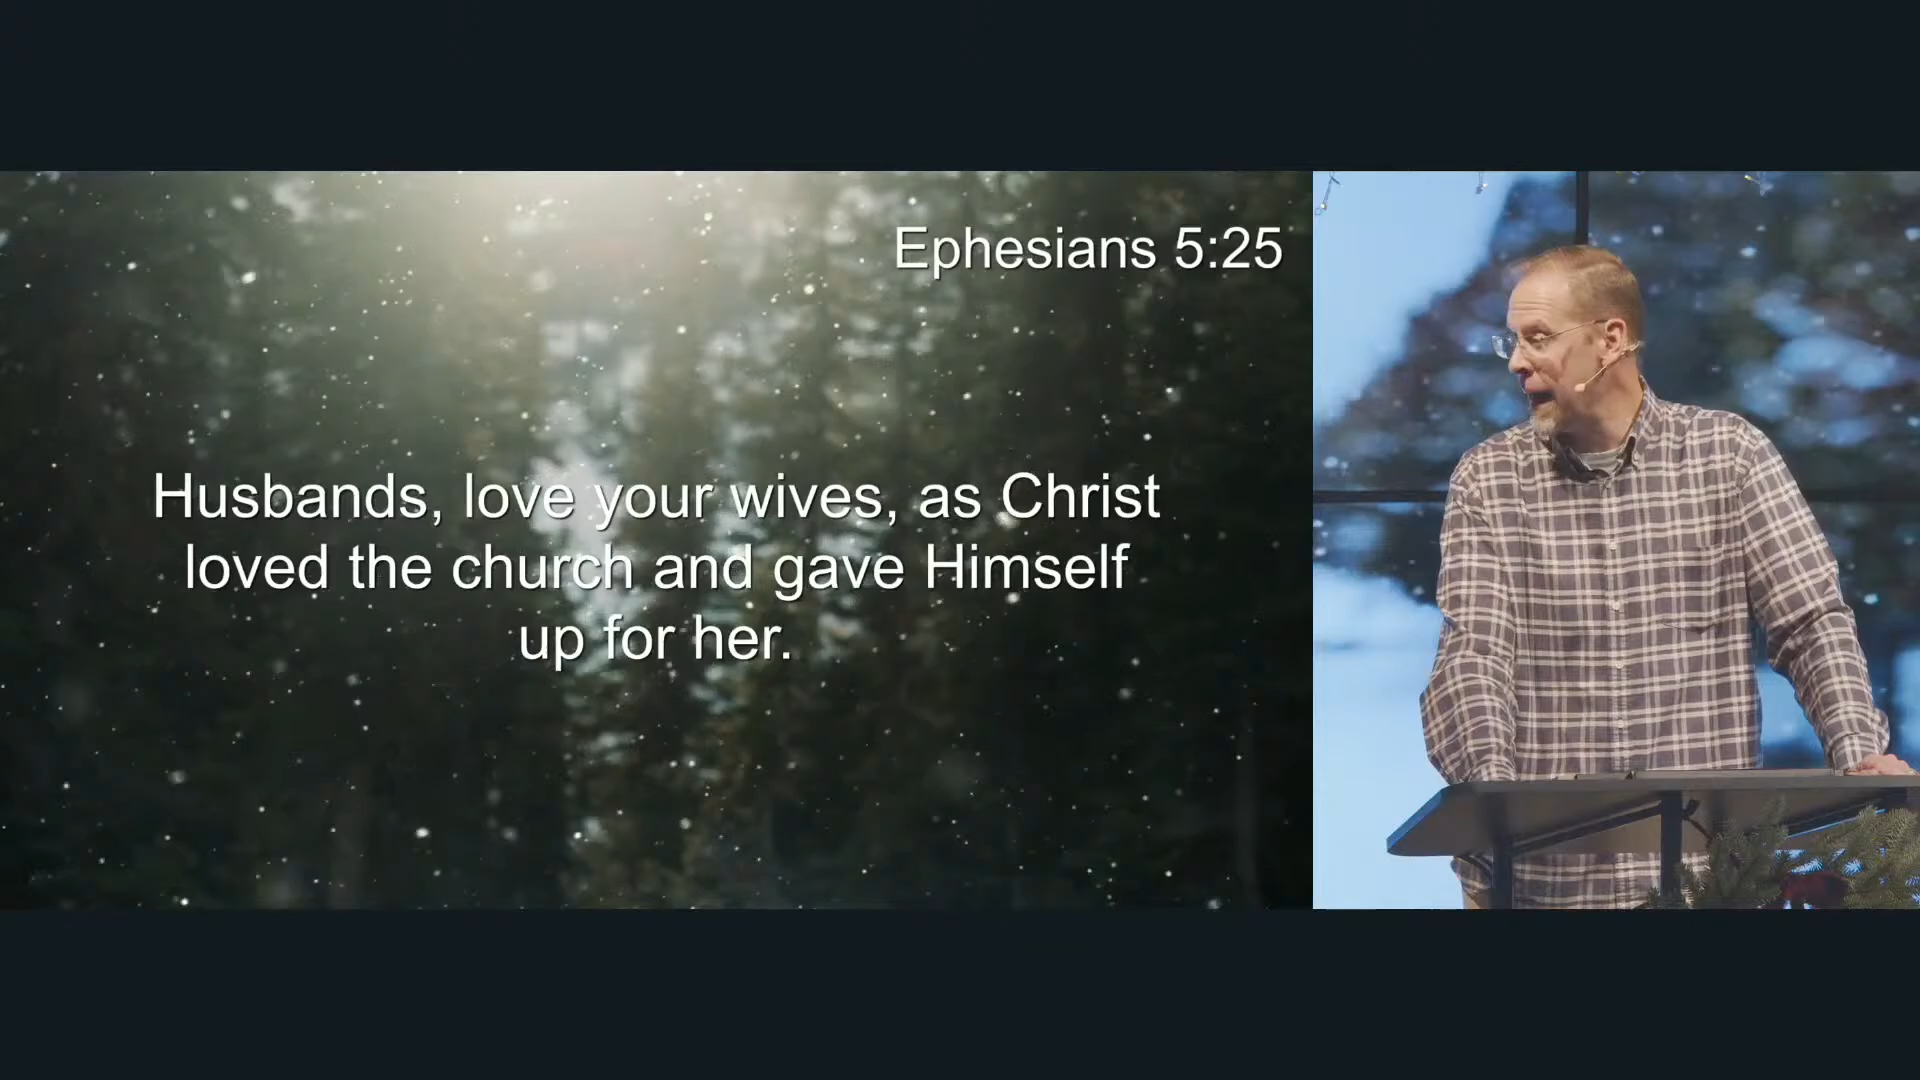 Ephesians 5:25
Husbands, love your wives, as Christ
loved the church and gave Himself
up for her.